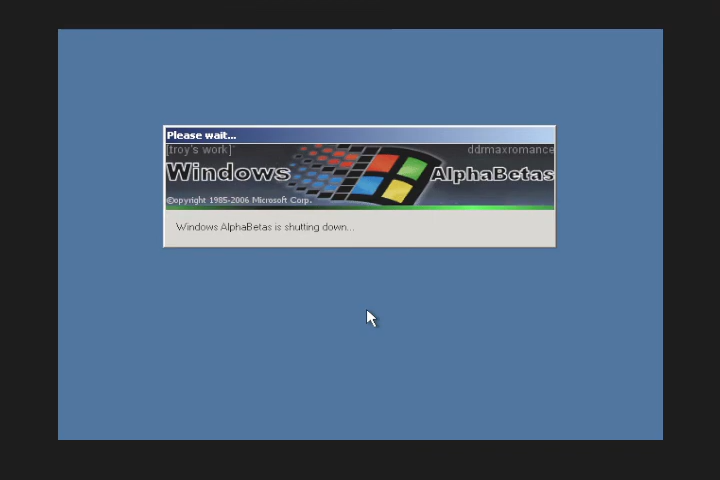 Please wait...
[troy's work] ddrmaxromance
Windows AlphaBetas
©opyright 1985-2006 Microsoft Corp.
Windows AlphaBetas is shutting down...